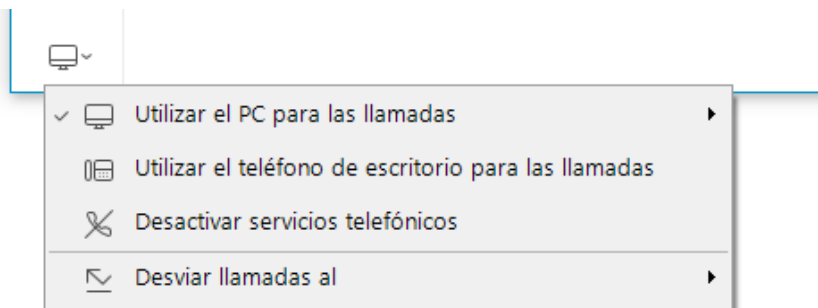 Utilizar el PC para las llamadas
Utilizar el teléfono de escritorio para las llamadas
Desactivar servicios telefónicos
Desviar llamadas al